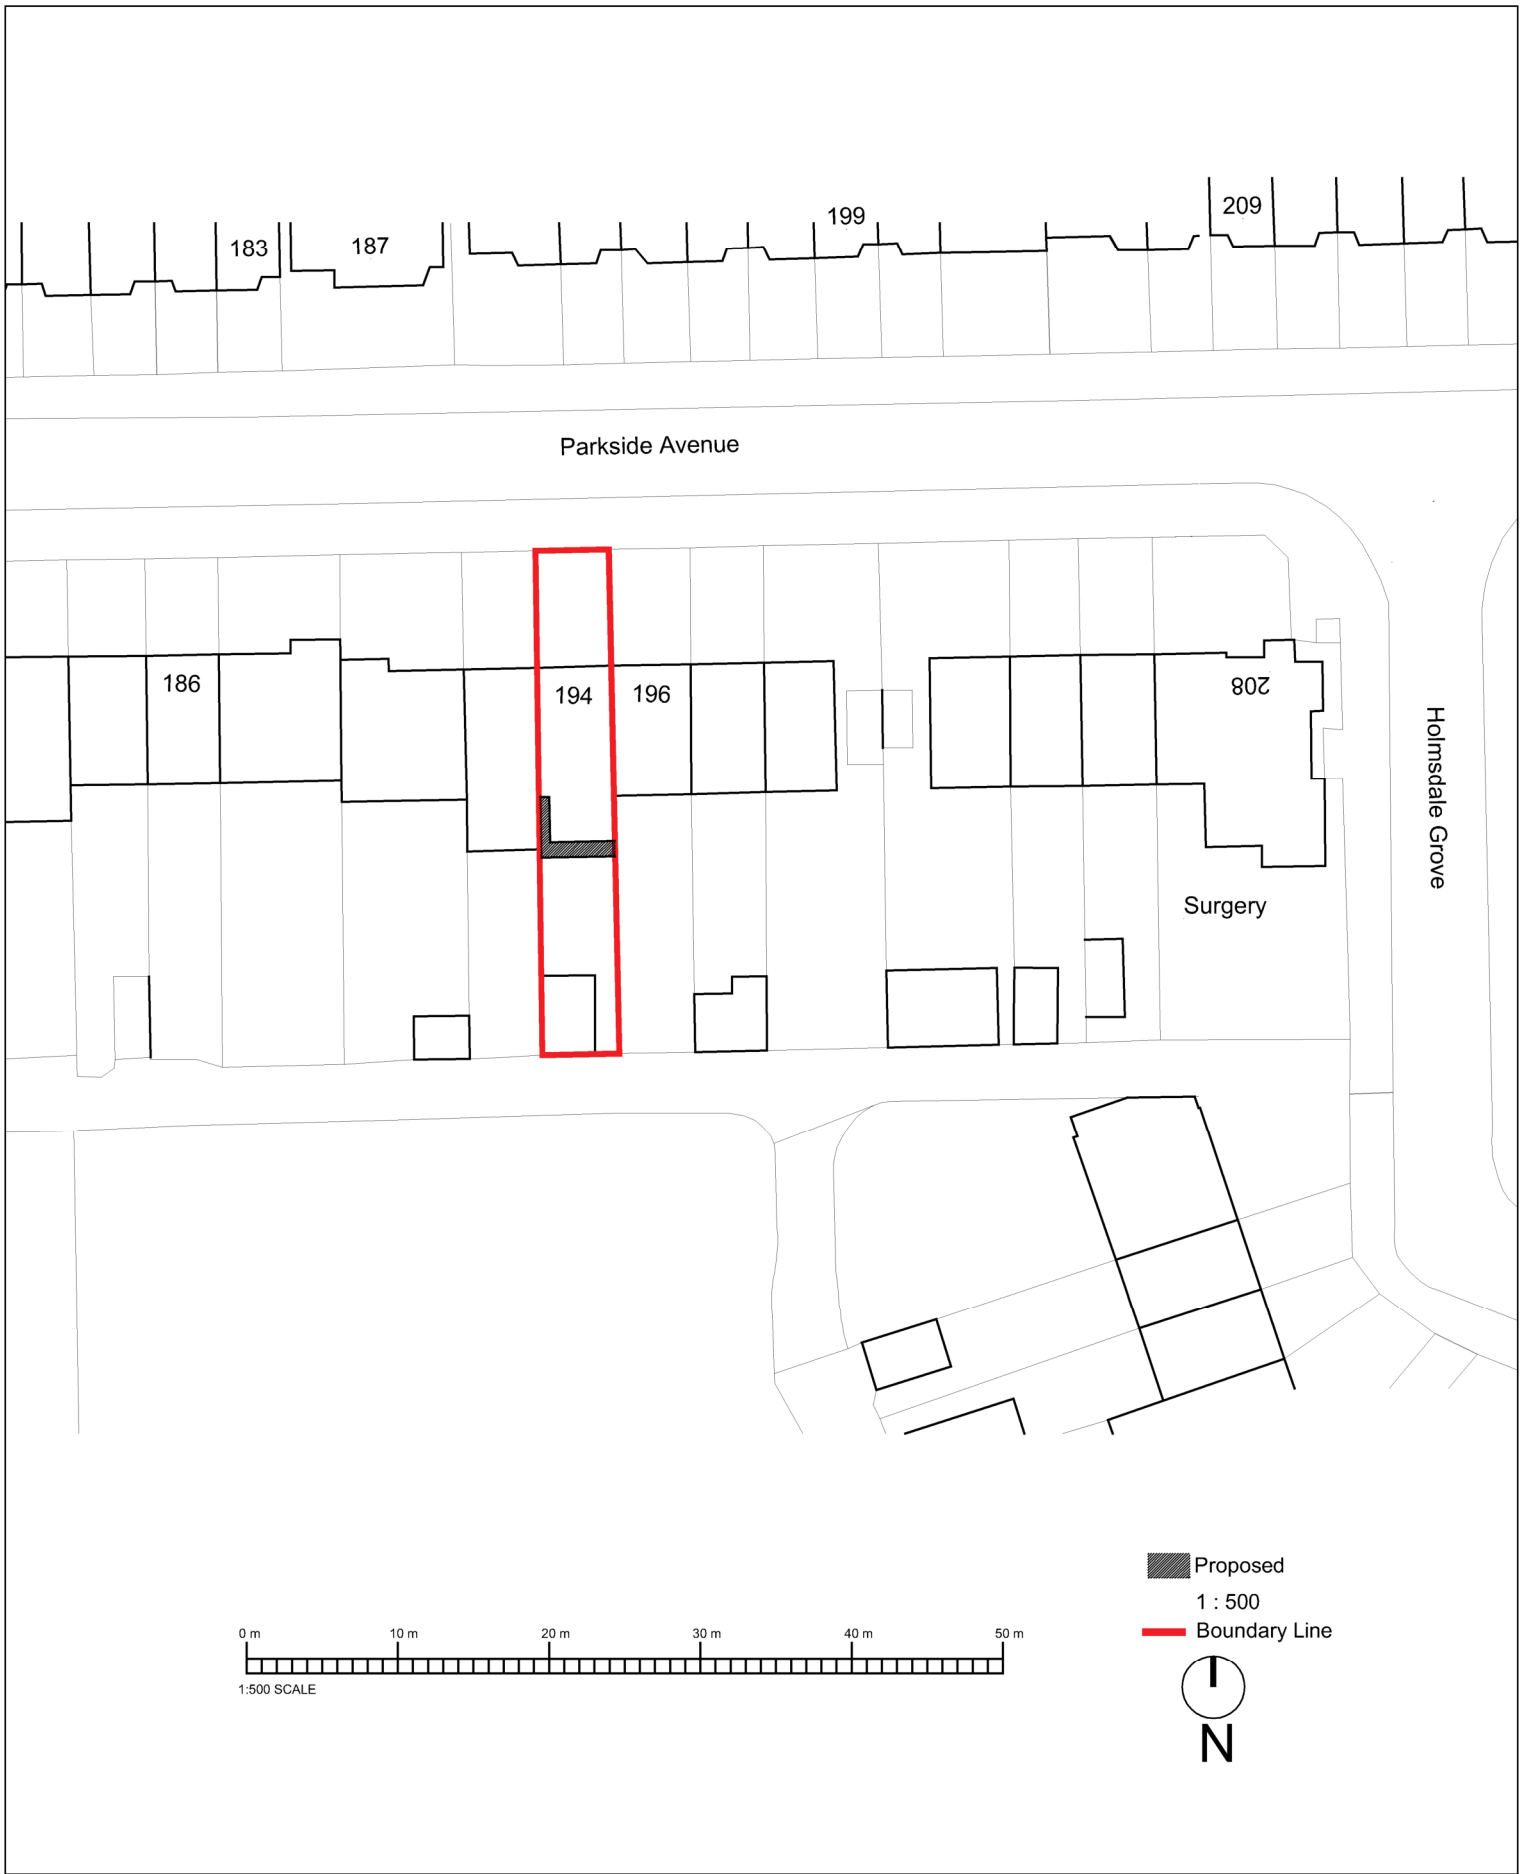 199
209
183
187
Parkside Avenue
186
194
196
208
Holmsdale Grove
Surgery
Proposed
1 : 500
Boundary Line
0 m 10 m 20 m 30 m 40 m 50 m
1:500 SCALE
N